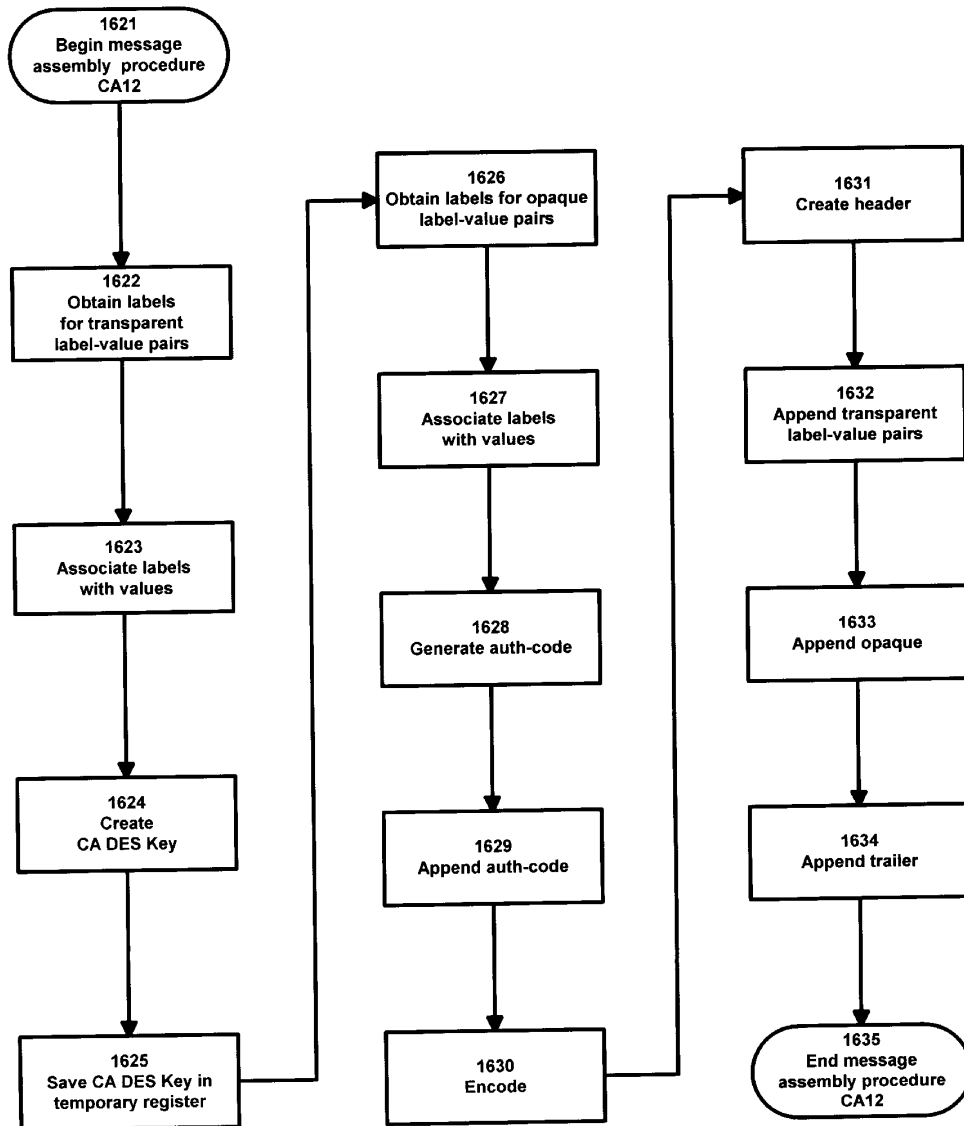 1621
Begin message
assembly procedure
CA12
1622
Obtain labels
for transparent
label-value pairs
1623
Associate labels
with values
1624
Create
CA DES Key
1625
Save CA DES Key in
temporary register
1626
Obtain labels for opaque
label-value pairs
1627
Associate labels
with values
1628
Generate auth-code
1629
Append auth-code
1630
Encode
1631
Create header
1632
Append transparent
label-value pairs
1633
Append opaque
1634
Append trailer
1635
End message
assembly procedure
CA12